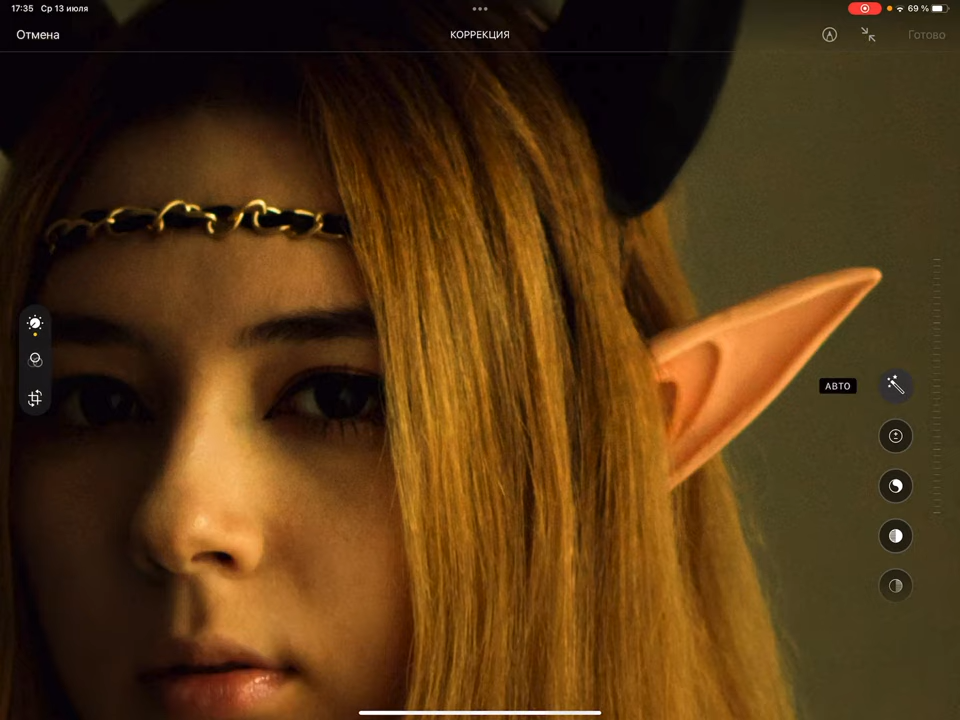 17:35 Ср 13 июля
69 %
Отмена
КОРРЕКЦИЯ
Готово
АВТО